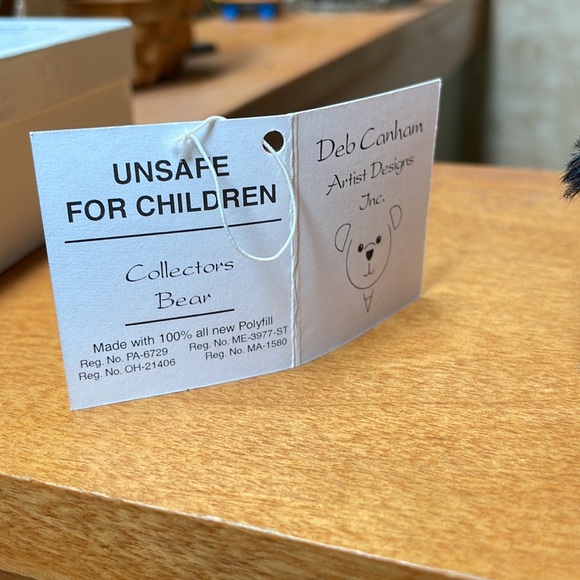 UNSAFE
FOR CHILDREN
Collectors
Bear
Made with 100% all new Polyfill
Reg. No. PA-6729 Reg. No. ME-3977-ST
Reg. No. OH-21406 Reg. No. MA-1580
Deb Canham
Artist Designs
Inc.